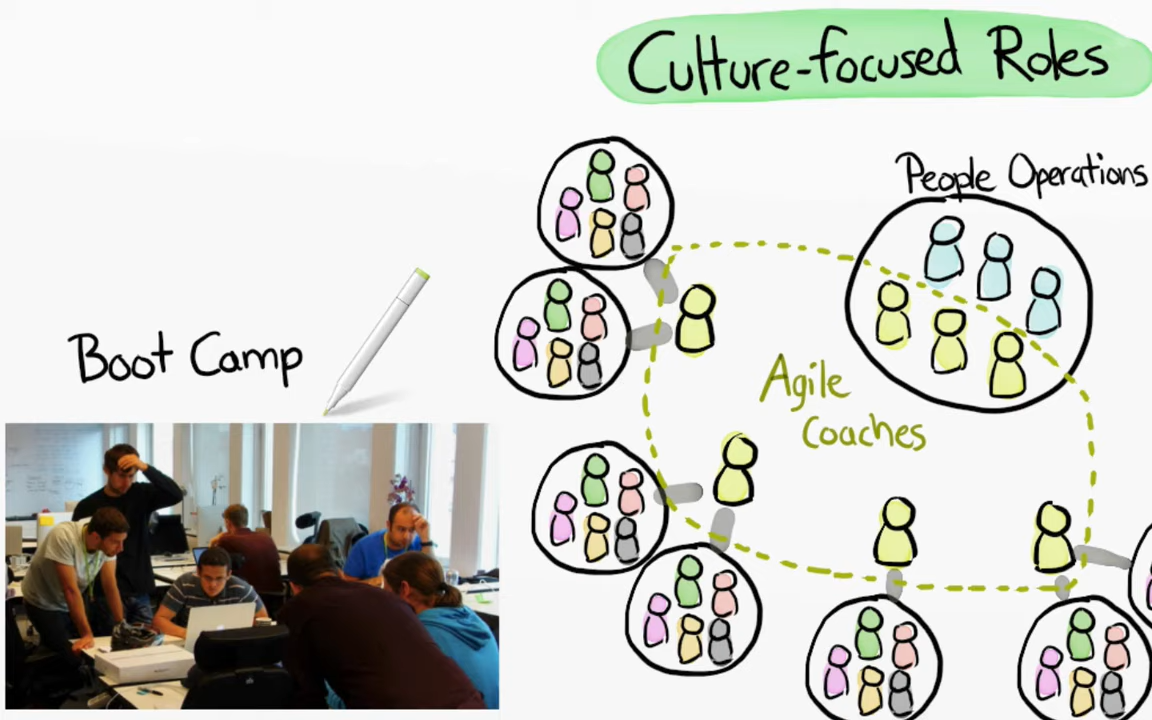 Culture-focused Roles
People Operations
Boot Camp
Agile
Coaches